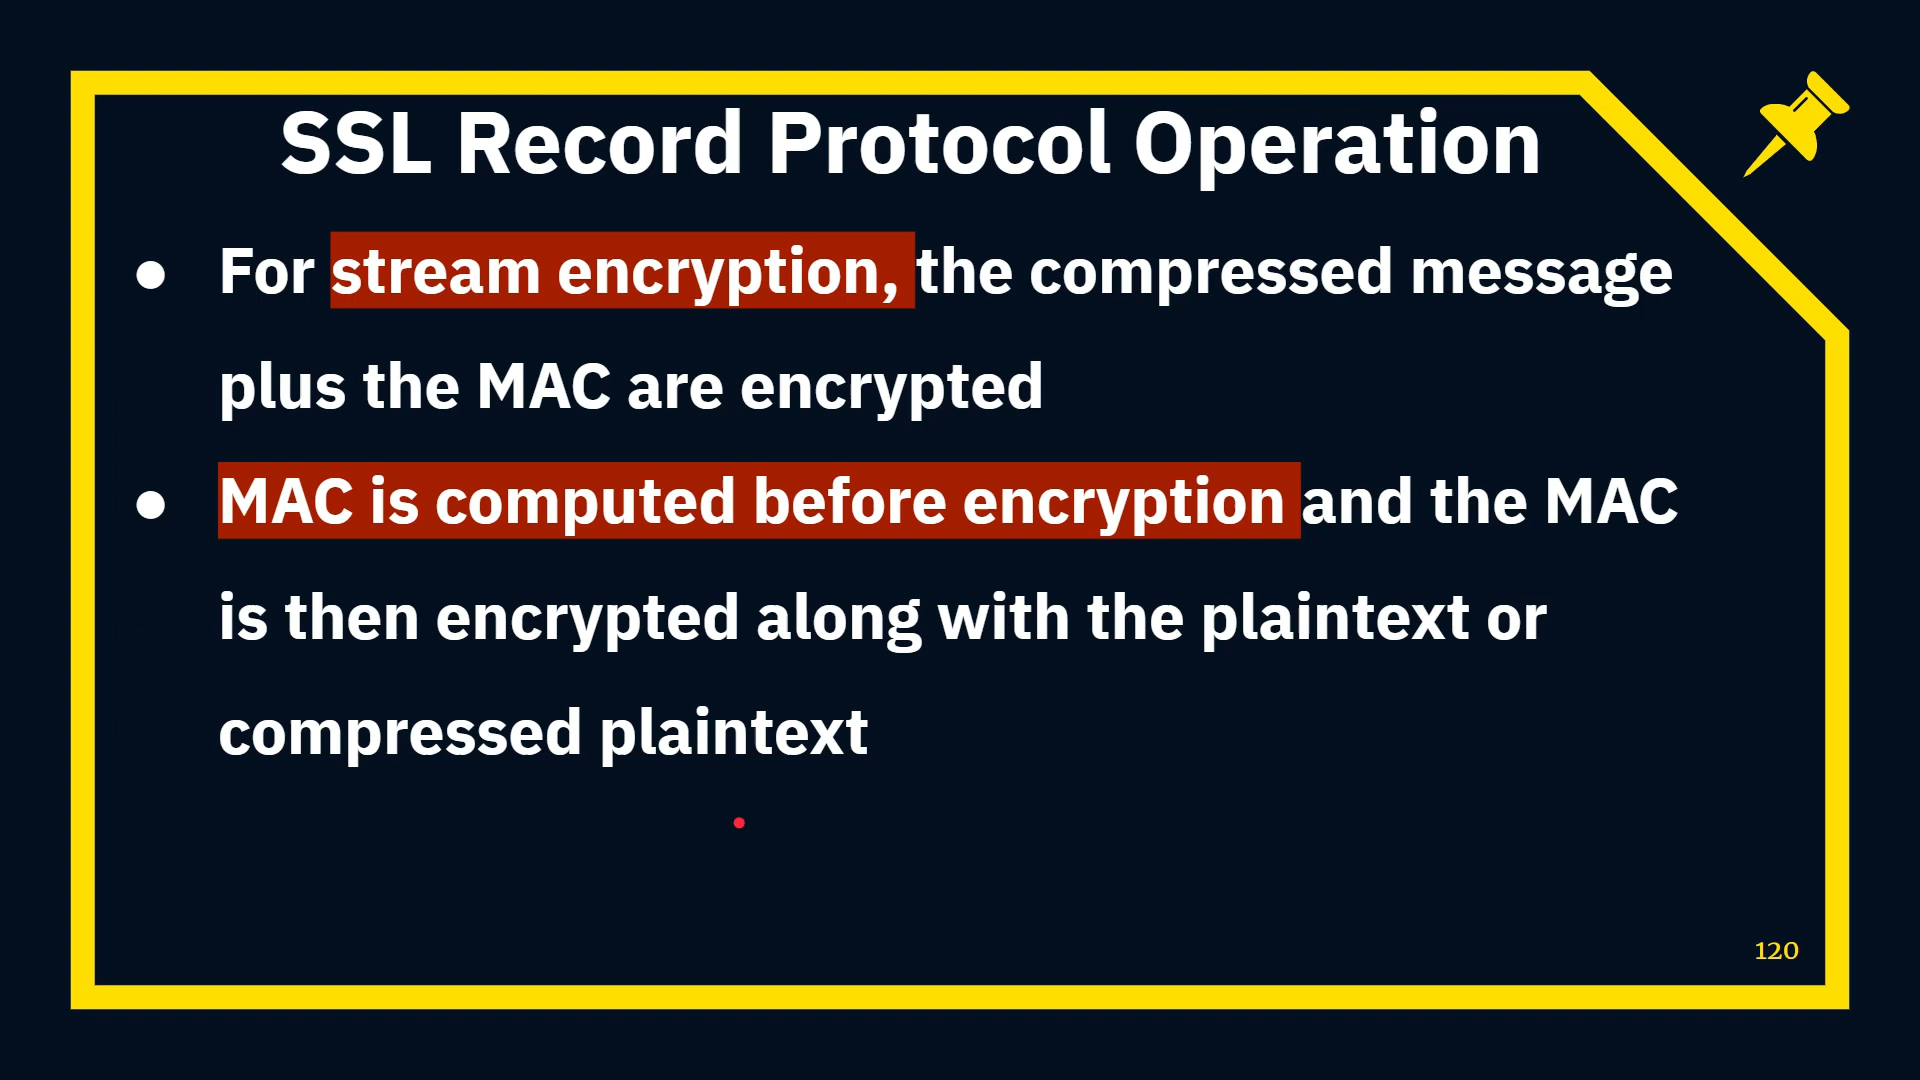 SSL Record Protocol Operation
● For stream encryption, the compressed message
plus the MAC are encrypted
● MAC is computed before encryption and the MAC
is then encrypted along with the plaintext or
compressed plaintext
120